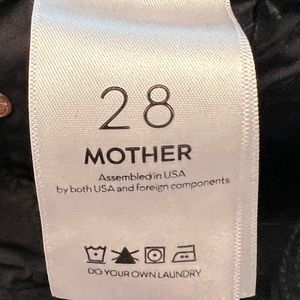 28
MOTHER
Assembled in USA
by both USA and foreign components
DO YOUR OWN LAUNDRY